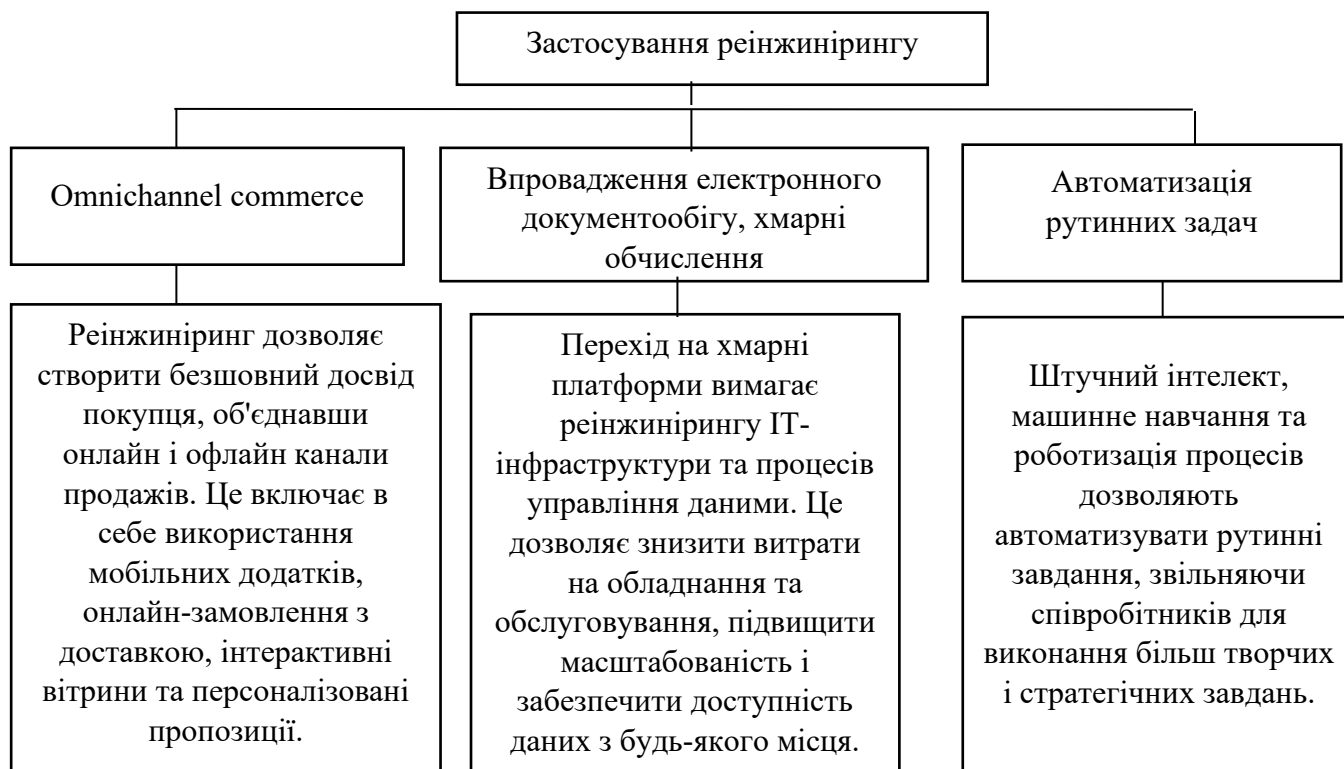 Застосування реінжинірингу
Omnichannel commerce
Впровадження електронного
документообігу, хмарні
обчислення
Автоматизація
рутинних задач
Реінжиніринг дозволяє
створити безшовний досвід
покупця, об'єднавши
онлайн і офлайн канали
продажів. Це включає в
себе використання
мобільних додатків,
онлайн-замовлення з
доставкою, інтерактивні
вітрини та персоналізовані
пропозиції.
Перехід на хмарні
платформи вимагає
реінжинірингу ІТ-
інфраструктури та процесів
управління даними. Це
дозволяє знизити витрати
на обладнання та
обслуговування, підвищити
масштабованість і
забезпечити доступність
даних з будь-якого місця.
Штучний інтелект,
машинне навчання та
роботизація процесів
дозволяють
автоматизувати рутинні
завдання, звільняючи
співробітників для
виконання більш творчих
і стратегічних завдань.